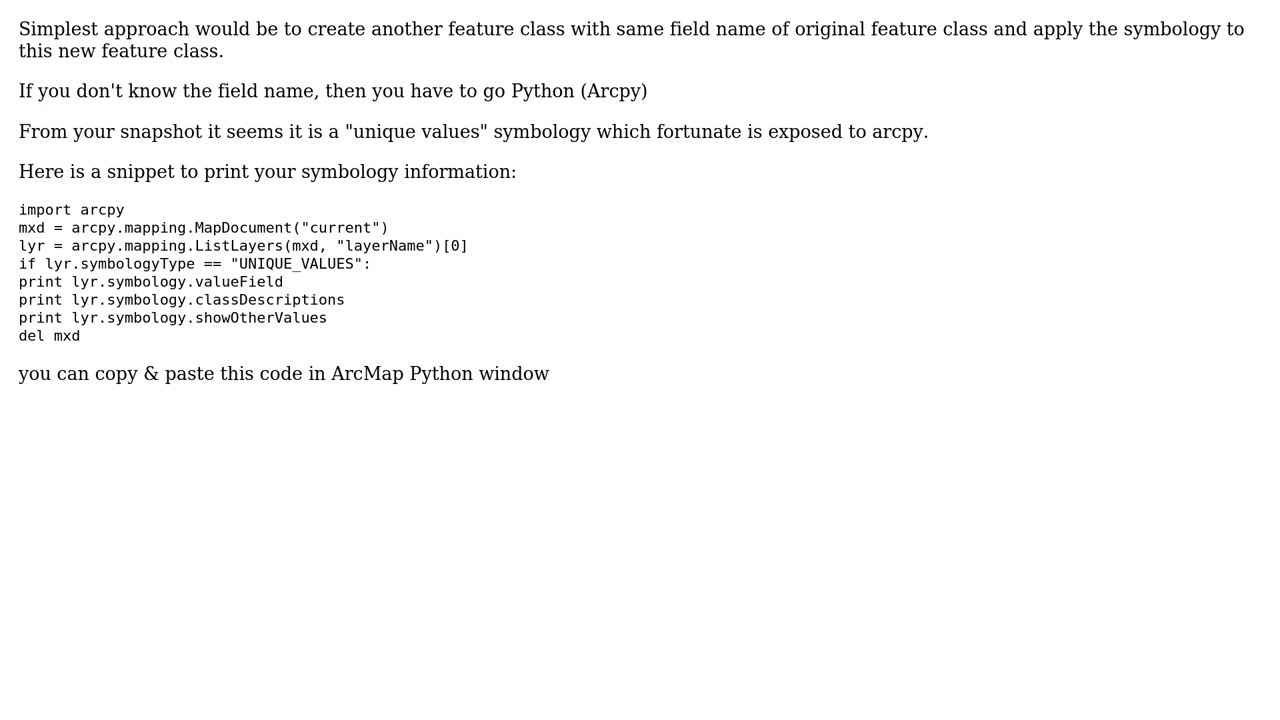 Simplest approach would be to create another feature class with same field name of original feature class and apply the symbology to
this new feature class.
If you don't know the field name, then you have to go Python (Arcpy)
From your snapshot it seems it is a "unique values" symbology which fortunate is exposed to arcpy.
Here is a snippet to print your symbology information:
import arcpy
mxd = arcpy.mapping.MapDocument("current")
lyr = arcpy.mapping.ListLayers(mxd, "layerName")[0]
if lyr.symbologyType == "UNIQUE_VALUES":
print lyr.symbology.valueField
print lyr.symbology.classDescriptions
print lyr.symbology.showOtherValues
del mxd
you can copy & paste this code in ArcMap Python window